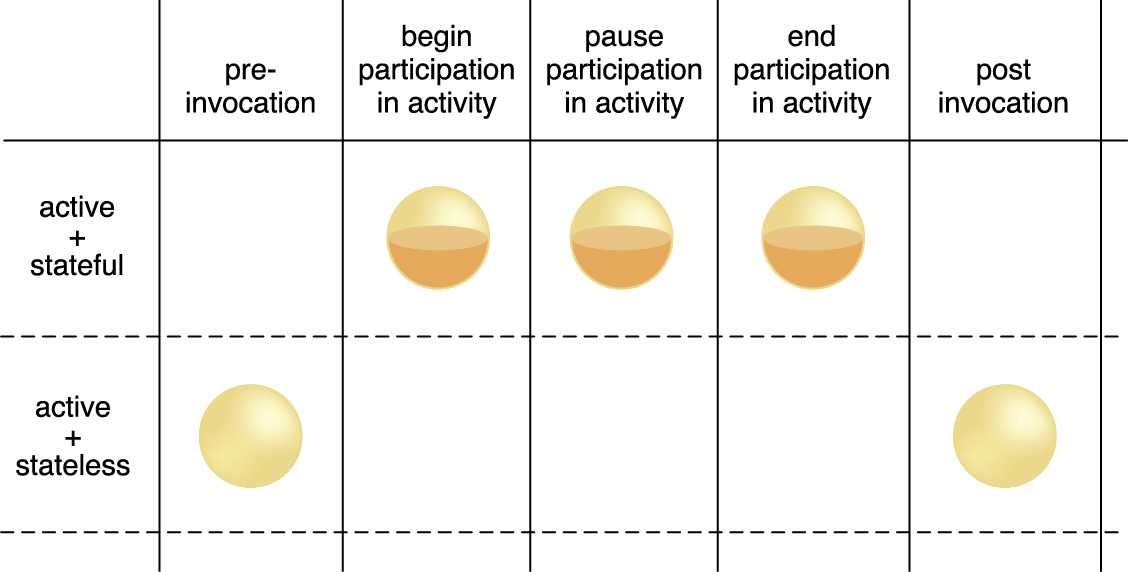 pre-
invocation
begin
participation
in activity
pause
participation
in activity
end
participation
in activity
post
invocation
active
+
stateful
active
+
stateless